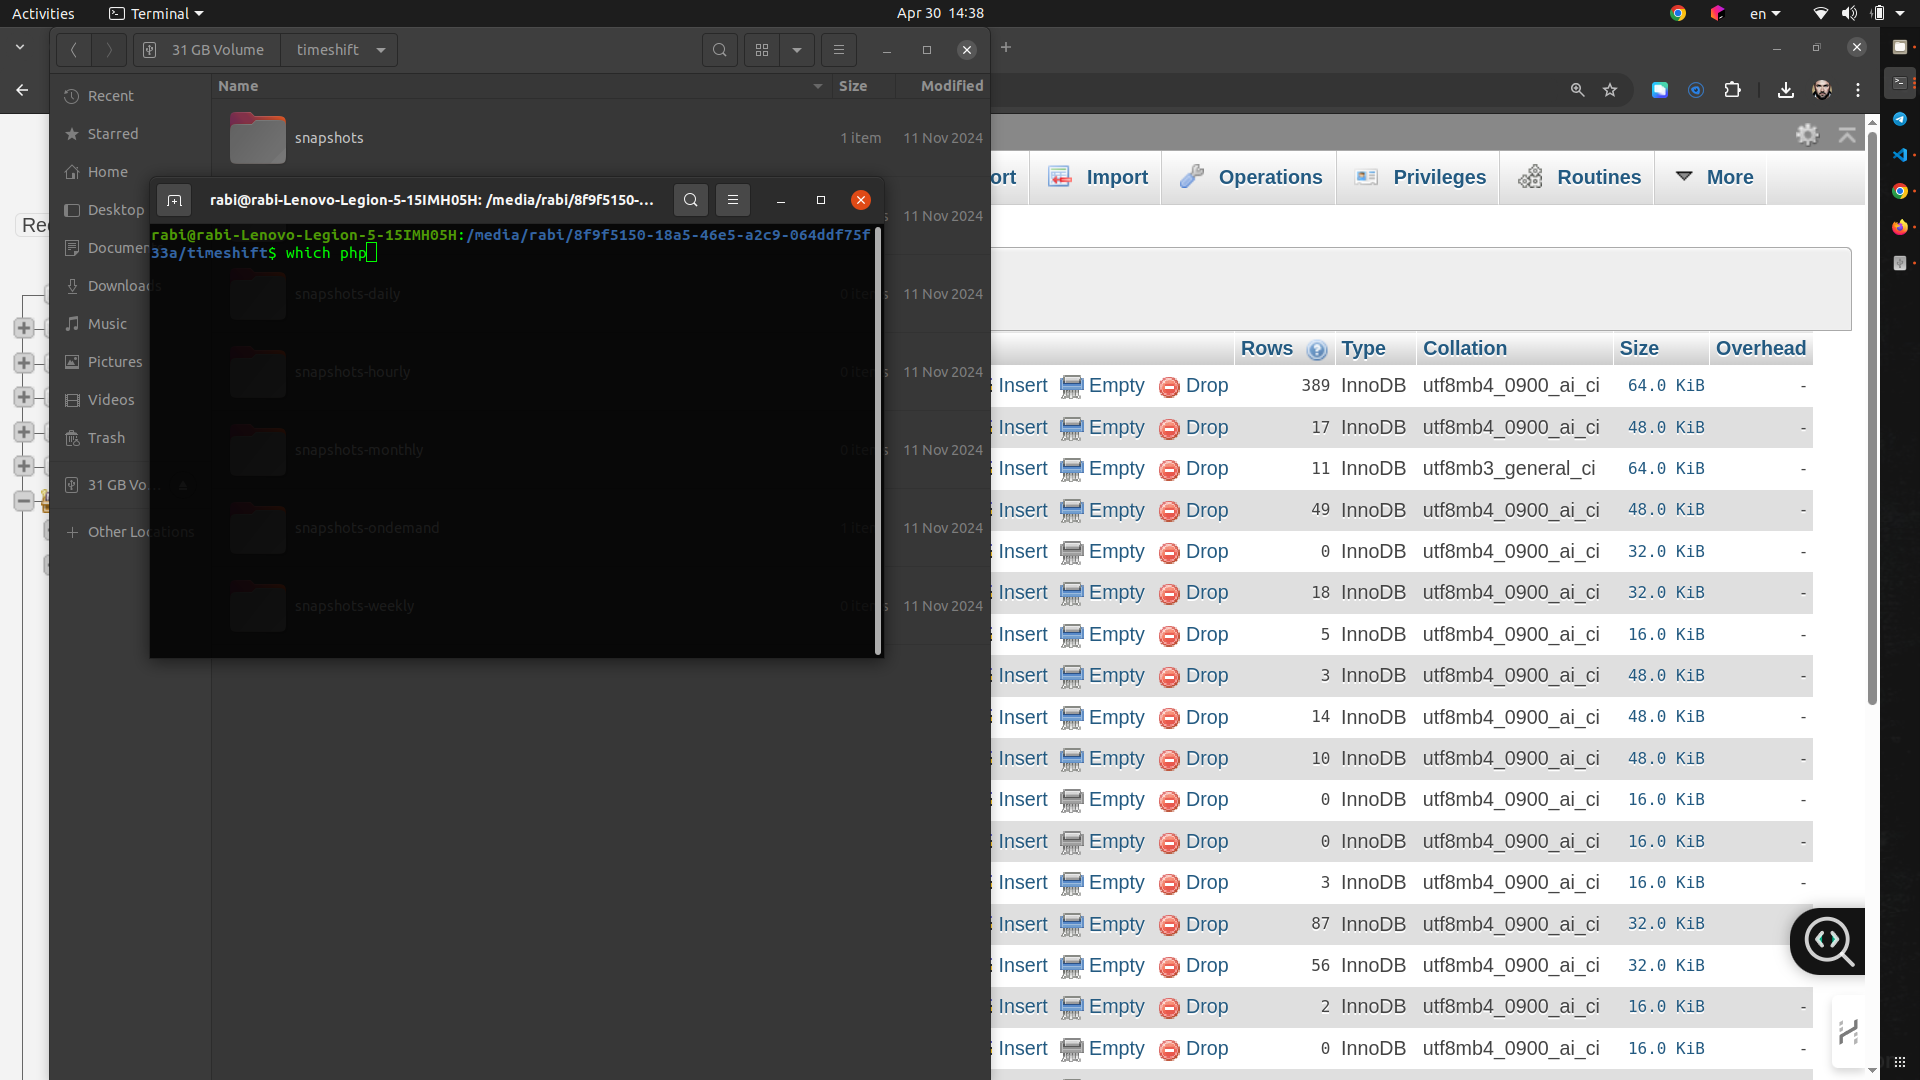 Activities
Terminal
Apr 30 14:38
en
31 GB Volume
timeshift
Name
Size
Modified
Recent
Starred
Home
Desktop
Documen
Downloads
Music
Pictures
Videos
Trash
31 GB Vo...
Other Locations
snapshots
1 item
11 Nov 2024
11 Nov 2024
snapshots-daily
0 items
11 Nov 2024
snapshots-hourly
0 items
11 Nov 2024
snapshots-monthly
0 items
11 Nov 2024
snapshots-ondemand
1 item
11 Nov 2024
snapshots-weekly
0 items
11 Nov 2024
rabi@rabi-Lenovo-Legion-5-15IMH05H: /media/rabi/8f9f5150-...
rabi@rabi-Lenovo-Legion-5-15IMH05H:/media/rabi/8f9f5150-18a5-46e5-a2c9-064ddf75f
33a/timeshift$ which php
Rec
ort
Import
Operations
Privileges
Routines
More
Rows Type Collation Size Overhead
Insert Empty Drop 389 InnoDB utf8mb4_0900_ai_ci 64.0 KiB -
Insert Empty Drop 17 InnoDB utf8mb4_0900_ai_ci 48.0 KiB -
Insert Empty Drop 11 InnoDB utf8mb3_general_ci 64.0 KiB -
Insert Empty Drop 49 InnoDB utf8mb4_0900_ai_ci 48.0 KiB -
Insert Empty Drop 0 InnoDB utf8mb4_0900_ai_ci 32.0 KiB -
Insert Empty Drop 18 InnoDB utf8mb4_0900_ai_ci 32.0 KiB -
Insert Empty Drop 5 InnoDB utf8mb4_0900_ai_ci 16.0 KiB -
Insert Empty Drop 3 InnoDB utf8mb4_0900_ai_ci 48.0 KiB -
Insert Empty Drop 14 InnoDB utf8mb4_0900_ai_ci 48.0 KiB -
Insert Empty Drop 10 InnoDB utf8mb4_0900_ai_ci 48.0 KiB -
Insert Empty Drop 0 InnoDB utf8mb4_0900_ai_ci 16.0 KiB -
Insert Empty Drop 0 InnoDB utf8mb4_0900_ai_ci 16.0 KiB -
Insert Empty Drop 3 InnoDB utf8mb4_0900_ai_ci 16.0 KiB -
Insert Empty Drop 87 InnoDB utf8mb4_0900_ai_ci 32.0 KiB
Insert Empty Drop 56 InnoDB utf8mb4_0900_ai_ci 32.0 KiB
Insert Empty Drop 2 InnoDB utf8mb4_0900_ai_ci 16.0 KiB -
Insert Empty Drop 0 InnoDB utf8mb4_0900_ai_ci 16.0 KiB -